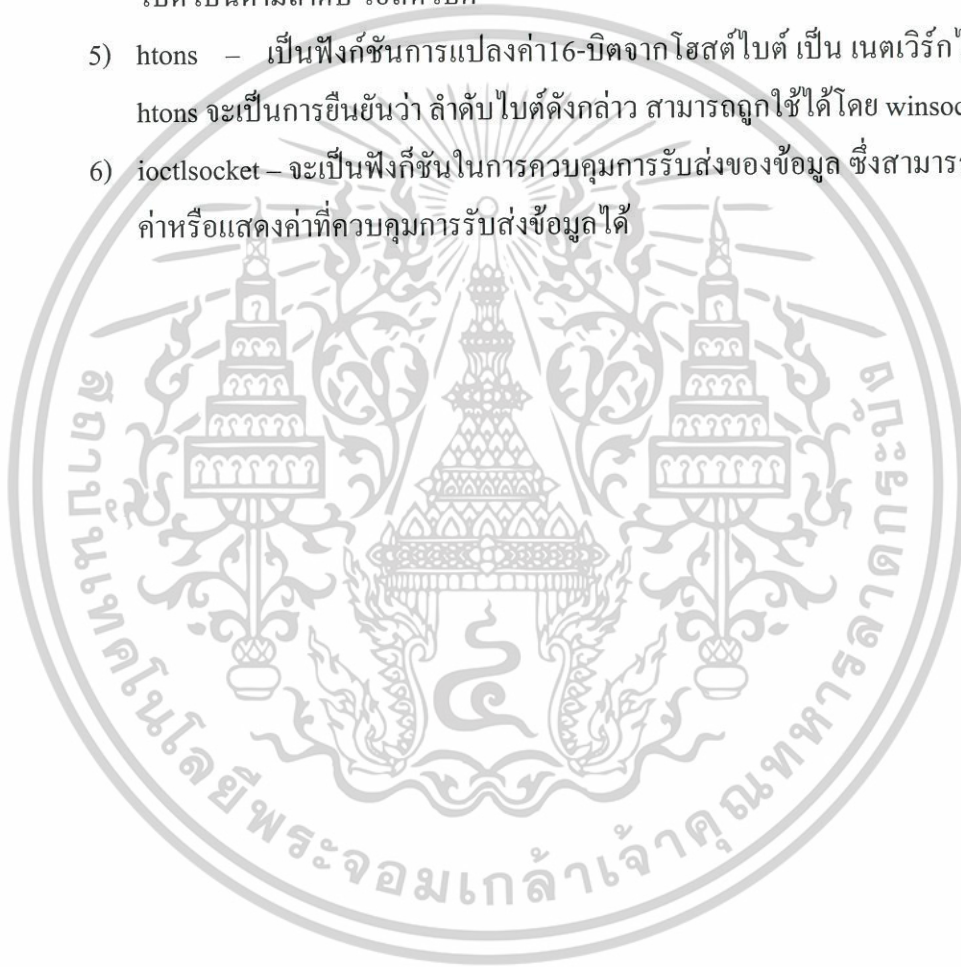 5) htons – เป็นฟังก์ชันการแปลงค่า16-บิตจากโฮสต์ไบต์ เป็น เนตเวิร์ก
htons จะเป็นการยืนยันว่า ลำดับไบต์ดังกล่าว สามารถถูกใช้ได้โดย
6) ioctlsocket – จะเป็นฟังก์ชันในการควบคุมการรับส่งของข้อมูล ซึ่งสามารถ
ค่าหรือแสดงค่าที่ควบคุมการรับส่งข้อมูลได้
สถาบันเทคโนโลยีพระจอมเกล้าเจ้าคุณทหารลาดกระบัง
๔